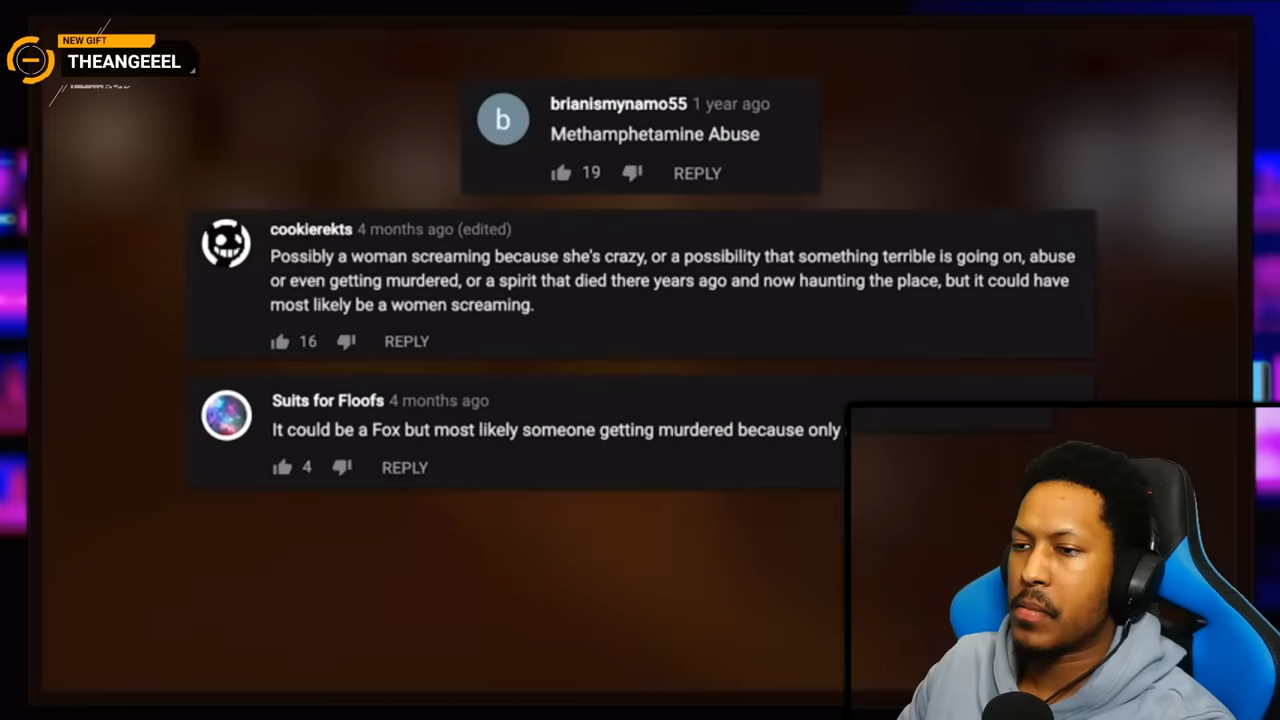 NEW GIFT
THEANGEEEL
b
brianismynamo55 1 year ago
Methamphetamine Abuse
19 REPLY
cookierekts 4 months ago (edited)
Possibly a woman screaming because she's crazy, or a possibility that something terrible is going on, abuse
or even getting murdered, or a spirit that died there years ago and now haunting the place, but it could have
most likely be a women screaming.
16 REPLY
Suits for Floofs 4 months ago
It could be a Fox but most likely someone getting murdered because only
4 REPLY